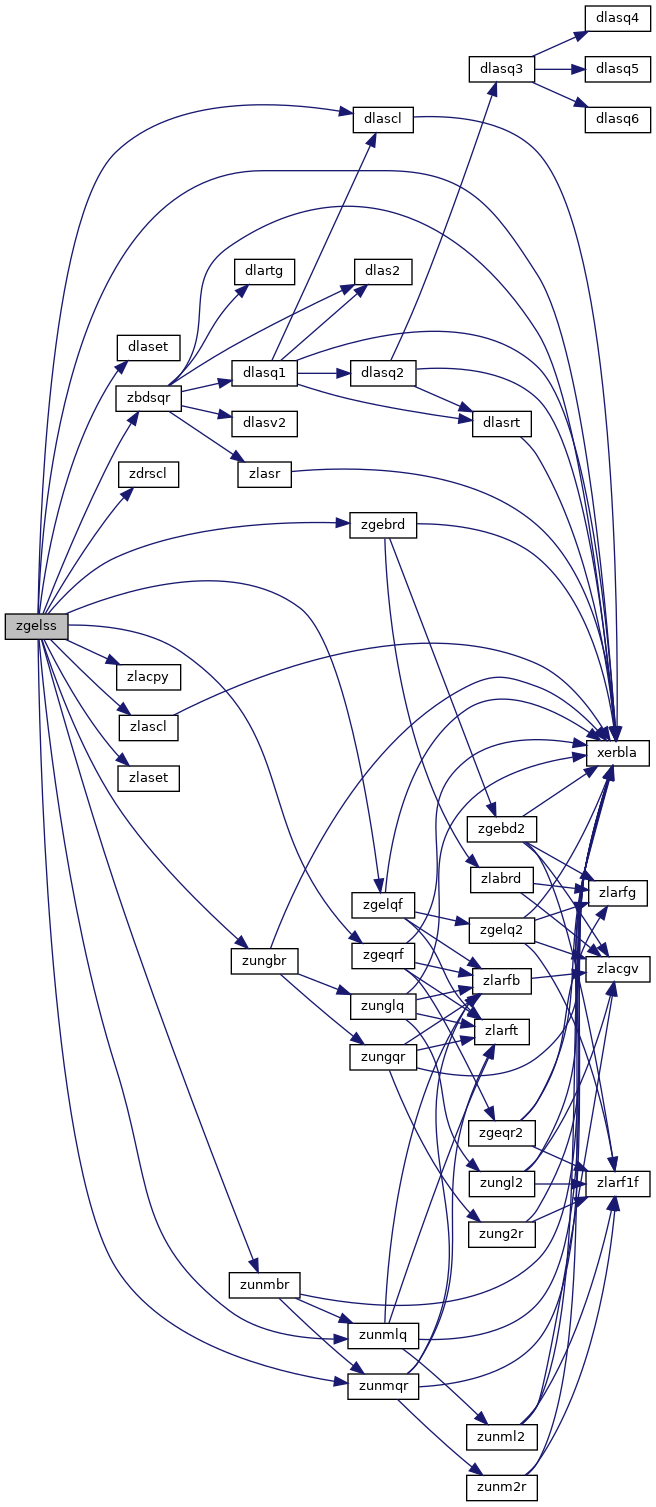 dlasq4
dlasq3
dlasq5
dlascl
dlasq6
dlartg
dlas2
dlaset
zbdsqr
dlasq1
dlasq2
dlasv2
dlasrt
zdrscl
zlasr
zgebrd
zgelss
zlacpy
zlascl
zlaset
xerbla
zgebd2
zlabrd
zlarfg
zgelqf
zgelq2
zgeqrf
zungbr
zlacgv
zlarfb
zunglq
zlarft
zungqr
zgeqr2
zungl2
zlarf1f
zung2r
zunmbr
zunmlq
zunmqr
zunml2
zunm2r